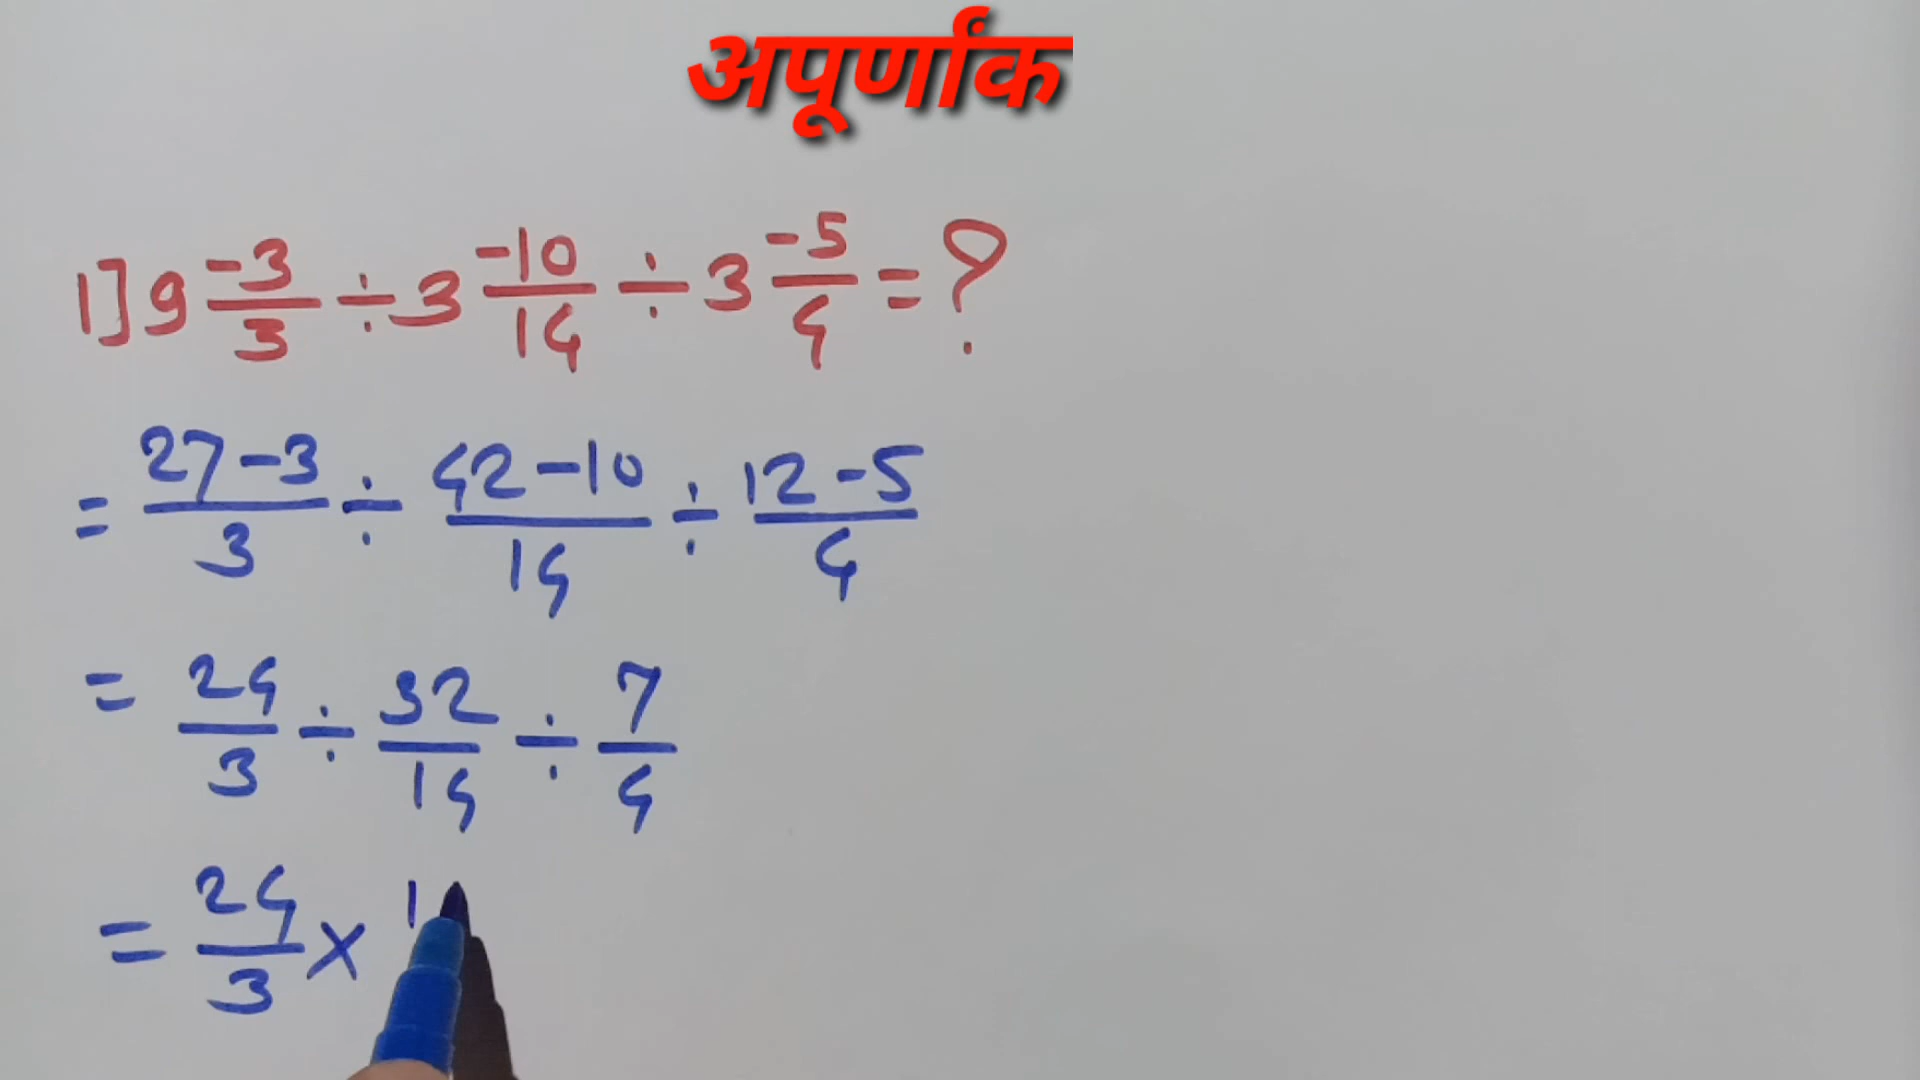 अपूर्णांक
1] 9 -3/3 ÷ 3 -10/14 ÷ 3 -5/4 = ?
= 27-3/3 ÷ 42-10/14 ÷ 12-5/4
= 24/3 ÷ 32/14 ÷ 7/4
= 24/3 × 1